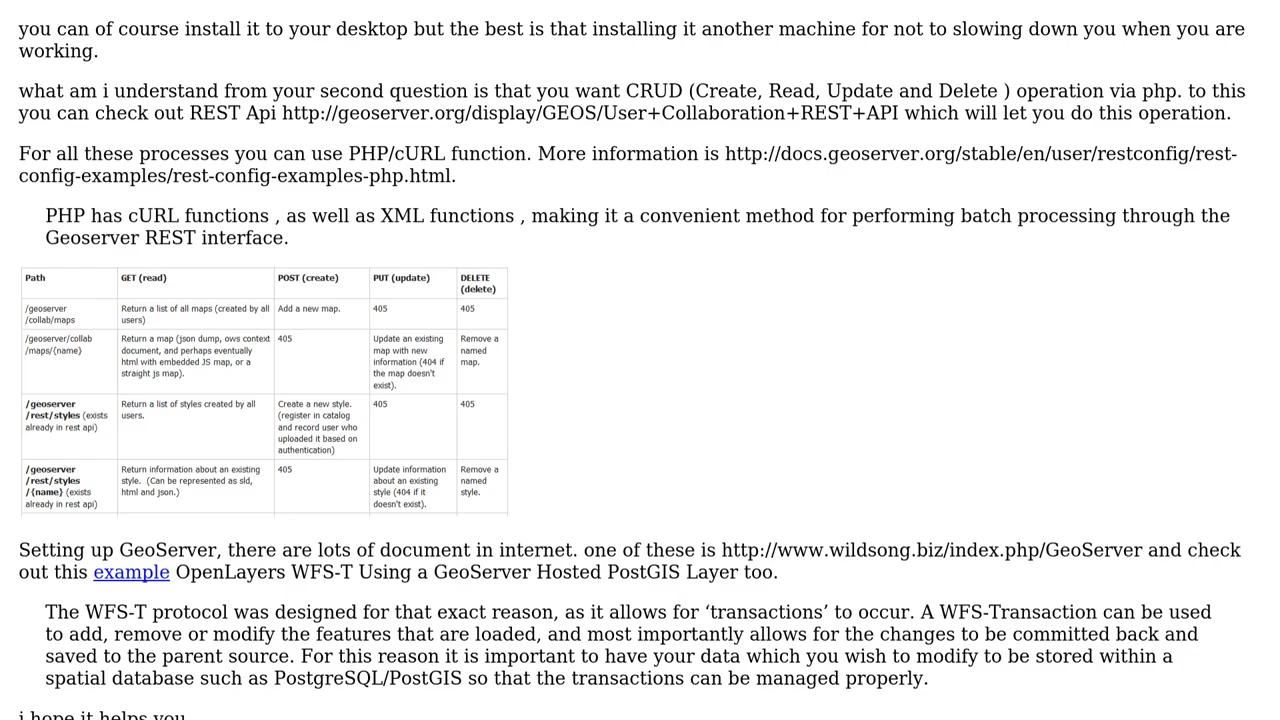 you can of course install it to your desktop but the best is that installing it another machine for not to slowing down you when you are
working.
what am i understand from your second question is that you want CRUD (Create, Read, Update and Delete ) operation via php. to this
you can check out REST Api http://geoserver.org/display/GEOS/User+Collaboration+REST+API which will let you do this operation.
For all these processes you can use PHP/cURL function. More information is http://docs.geoserver.org/stable/en/user/restconfig/rest-
config-examples/rest-config-examples-php.html.
PHP has cURL functions , as well as XML functions , making it a convenient method for performing batch processing through the
Geoserver REST interface.
Path GET (read) POST (create) PUT (update) DELETE
(delete)
/geoserver Return a list of all maps (created by all Add a new map. 405 405
/collab/maps users)
/geoserver/collab Return a map (json dump, ows context 405 Update an existing Remove a
/maps/{name} document, and perhaps eventually map with new named
html with embedded JS map, or a information (404 if map.
straight js map). the map doesn't
exist).
/geoserver Return a list of styles created by all Create a new style. 405 405
/rest/styles (exists users. (register in catalog
already in rest api) and record user who
uploaded it based on
authentication)
/geoserver Return information about an existing 405 Update information Remove a
/rest/styles style. (Can be represented as sld, about an existing named
/{name} (exists html and json.) style (404 if it style.
already in rest api) doesn't exist).
Setting up GeoServer, there are lots of document in internet. one of these is http://www.wildsong.biz/index.php/GeoServer and check
out this example OpenLayers WFS-T Using a GeoServer Hosted PostGIS Layer too.
The WFS-T protocol was designed for that exact reason, as it allows for ‘transactions’ to occur. A WFS-Transaction can be used
to add, remove or modify the features that are loaded, and most importantly allows for the changes to be committed back and
saved to the parent source. For this reason it is important to have your data which you wish to modify to be stored within a
spatial database such as PostgreSQL/PostGIS so that the transactions can be managed properly.
i hope it helps you